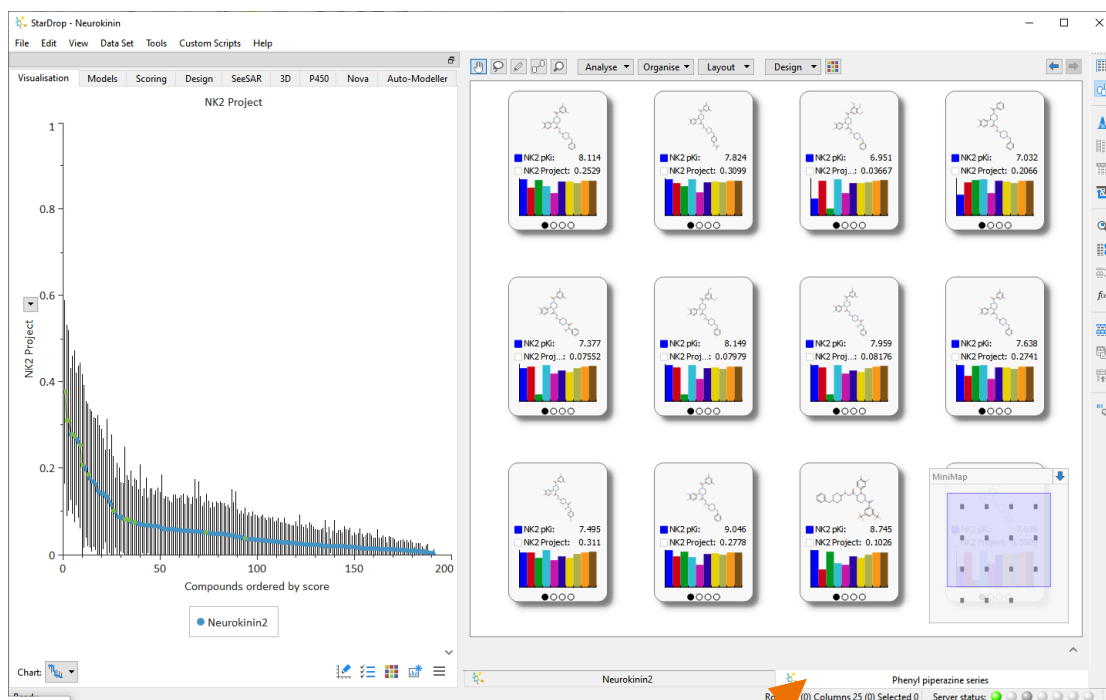 StarDrop - Neurokinin
File Edit View Data Set Tools Custom Scripts Help
Visualisation Models Scoring Design SeeSAR 3D P450 Nova Auto-Modeller
NK2 Project
1
0.8
0.6
0.4
0.2
0
NK2 Project
0 50 100 150 200
Compounds ordered by score
Neurokinin2
Chart:
Analyse Organise Layout Design
NK2 pKi: 8.114
NK2 Project: 0.2529
NK2 pKi: 7.824
NK2 Project: 0.3099
NK2 pKi: 6.951
NK2 Proj...: 0.03667
NK2 pKi: 7.032
NK2 Project: 0.2066
NK2 pKi: 7.377
NK2 Proj...: 0.07552
NK2 pKi: 8.149
NK2 Proj...: 0.07979
NK2 pKi: 7.959
NK2 Proj...: 0.08176
NK2 pKi: 7.638
NK2 Project: 0.2741
NK2 pKi: 7.495
NK2 Project: 0.311
NK2 pKi: 9.046
NK2 Project: 0.2778
NK2 pKi: 8.745
NK2 Project: 0.1026
MiniMap
Neurokinin2
Phenyl piperazine series
(0) Columns 25 (0) Selected 0 Server status: